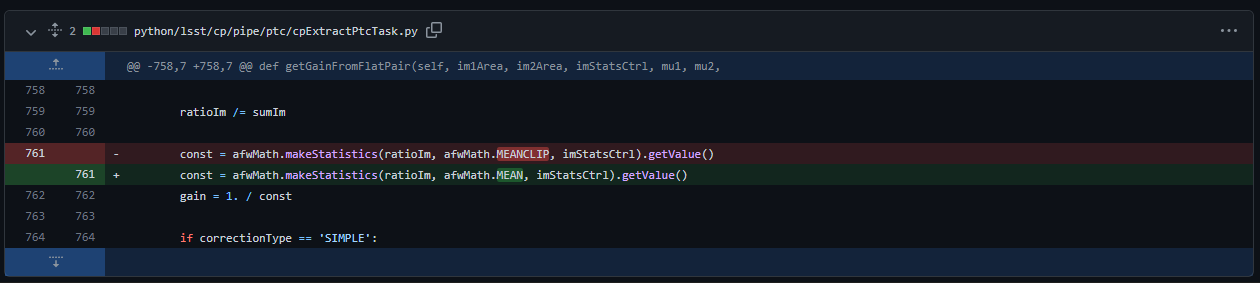 2 python/lsst/cp/pipe/ptc/cpExtractPtcTask.py
@@ -758,7 +758,7 @@ def getGainFromFlatPair(self, im1Area, im2Area, imStatsCtrl, mu1, mu2,
758 758
759 759 ratioIm /= sumIm
760 760
761 - const = afwMath.makeStatistics(ratioIm, afwMath.MEANCLIP, imStatsCtrl).getValue()
761 + const = afwMath.makeStatistics(ratioIm, afwMath.MEAN, imStatsCtrl).getValue()
762 762 gain = 1. / const
763 763
764 764 if correctionType == 'SIMPLE':